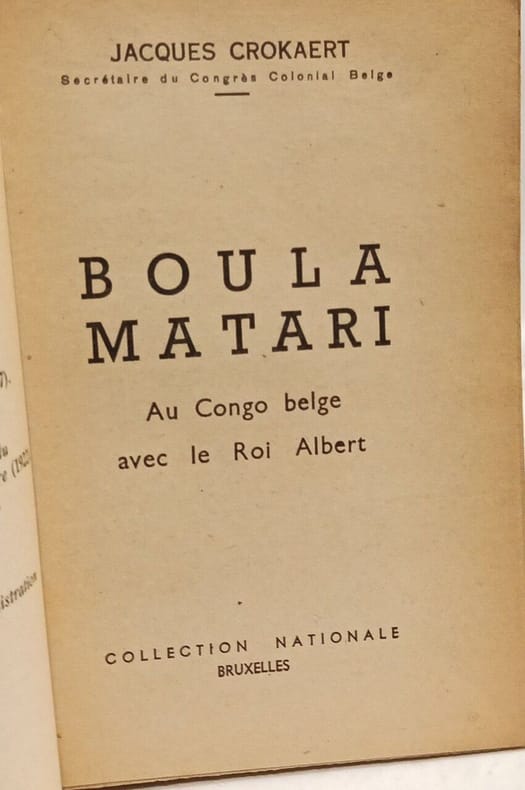 JACQUES CROKAERT
Secrétaire du Congrès Colonial Belge
BOULA
MATARI
Au Congo belge
avec le Roi Albert
COLLECTION NATIONALE
BRUXELLES